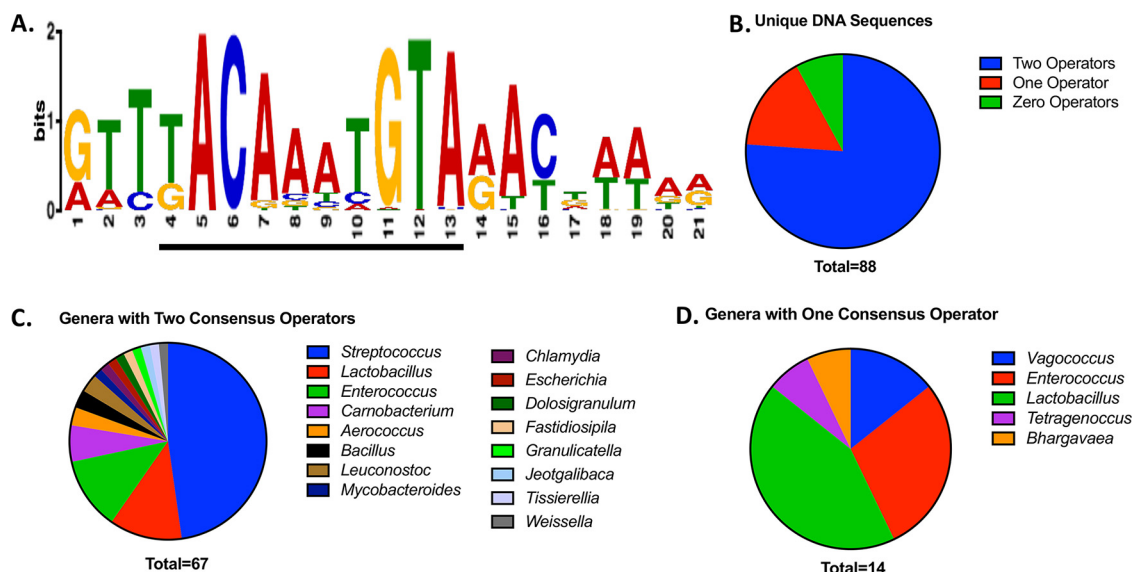 A.
2
1
0
bits
1 2 3 4 5 6 7 8 9 10 11 12 13 14 15 16 17 18 19 20 21
B. Unique DNA Sequences
Two Operators
One Operator
Zero Operators
Total=88
C. Genera with Two Consensus Operators
Streptococcus
Lactobacillus
Enterococcus
Carnobacterium
Aerococcus
Bacillus
Leuconostoc
Mycobacteroides
Chlamydia
Escherichia
Dolosigranulum
Fastidiosipila
Granulicatella
Jeotgalibaca
Tissierellia
Weissella
Total=67
D. Genera with One Consensus Operator
Vagococcus
Enterococcus
Lactobacillus
Tetragenoccus
Bhargavaea
Total=14